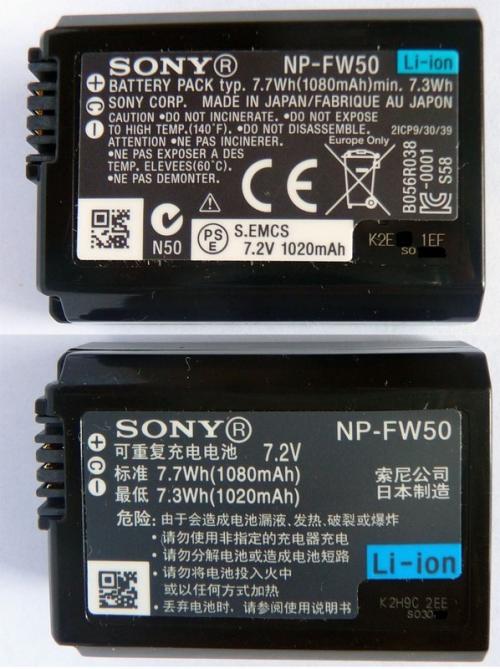 SONY® NP-FW50 Li-ion
BATTERY PACK typ. 7.7Wh(1080mAh)min. 7.3Wh
SONY CORP. MADE IN JAPAN/FABRIQUE AU JAPON
CAUTION •DO NOT INCINERATE. •DO NOT EXPOSE
TO HIGH TEMP.(140°F). •DO NOT DISASSEMBLE. 2ICP9/30/39
ATTENTION •NE PAS INCINERER.
•NE PAS EXPOSER A DES
TEMP. ELEVEES(60°C).
•NE PAS DEMONTER.
Europe Only
CE
B056R038
-0001
S58
N50
PS
E
S.EMCS
7.2V 1020mAh
K2E 1EF
SO
+
C
-
SONY® NP-FW50
可重复充电电池 7.2V
标准 7.7Wh(1080mAh)
最低 7.3Wh(1020mAh)
索尼公司
日本制造
危险: 由于会造成电池漏液、发热、破裂或爆炸
•请勿使用非指定的充电器充电
•请勿分解电池或造成电池短路
•请勿将电池投入火中
或以任何方式加热
•丢弃电池时, 请参阅使用说明书
Li-ion
K2H9C 2EE
SO30
+
C
-